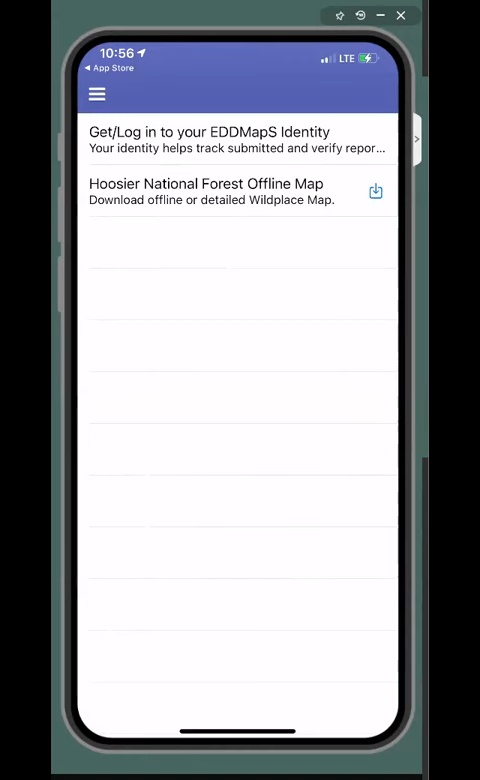 10:56
LTE
App Store
Get/Log in to your EDDMapS Identity
Your identity helps track submitted and verify repor...
Hoosier National Forest Offline Map
Download offline or detailed Wildplace Map.